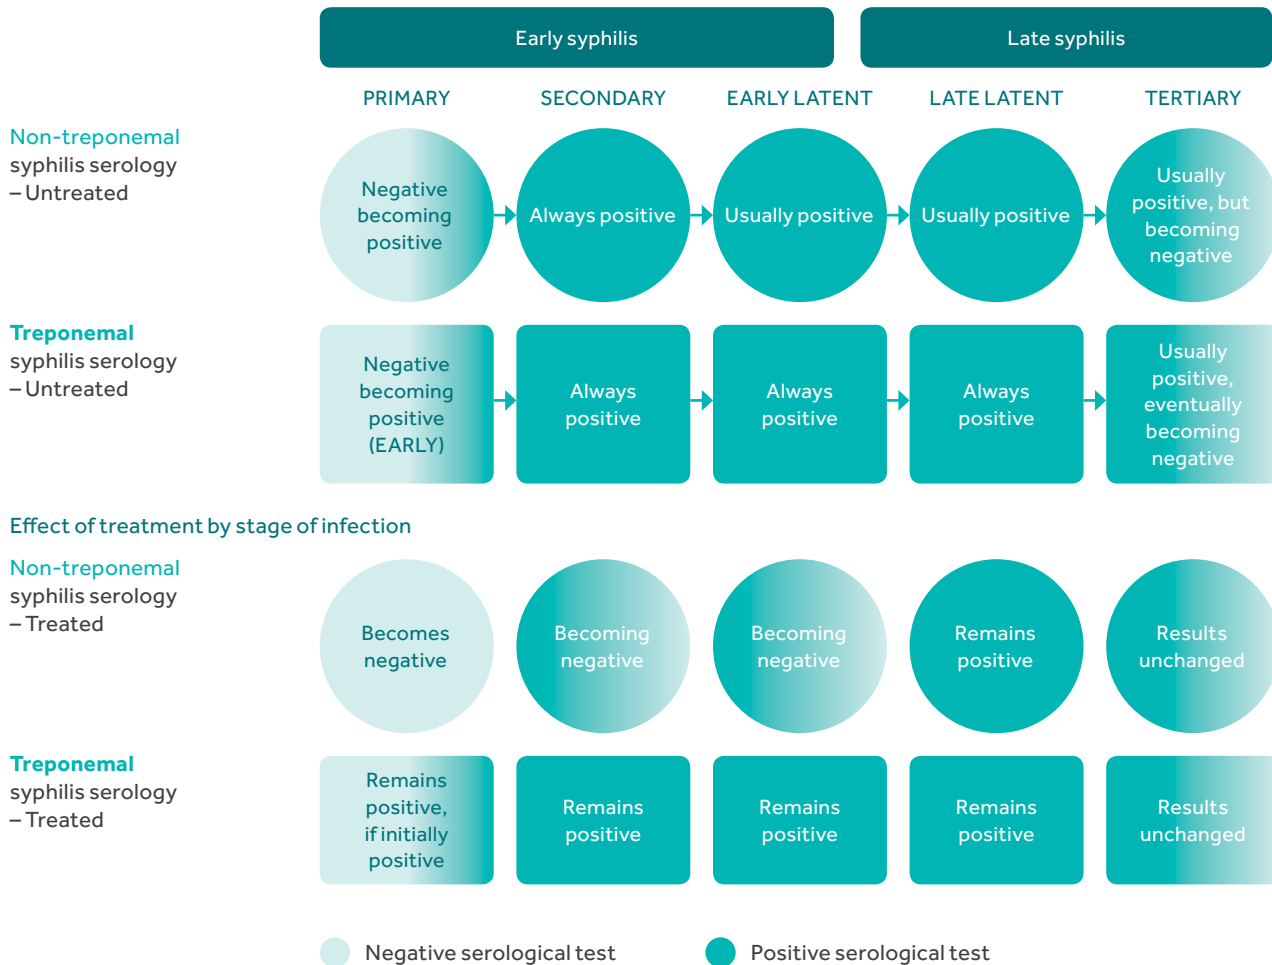 Early syphilis
Late syphilis
PRIMARY
SECONDARY
EARLY LATENT
LATE LATENT
TERTIARY
Non-treponemal
syphilis serology
– Untreated
Negative
becoming
positive
Always positive
Usually positive
Usually positive
Usually
positive, but
becoming
negative
Treponemal
syphilis serology
– Untreated
Negative
becoming
positive
(EARLY)
Always
positive
Always
positive
Always
positive
Usually
positive,
eventually
becoming
negative
Effect of treatment by stage of infection
Non-treponemal
syphilis serology
– Treated
Becomes
negative
Becoming
negative
Becoming
negative
Remains
positive
Results
unchanged
Treponemal
syphilis serology
– Treated
Remains
positive,
if initially
positive
Remains
positive
Remains
positive
Remains
positive
Results
unchanged
Negative serological test
Positive serological test